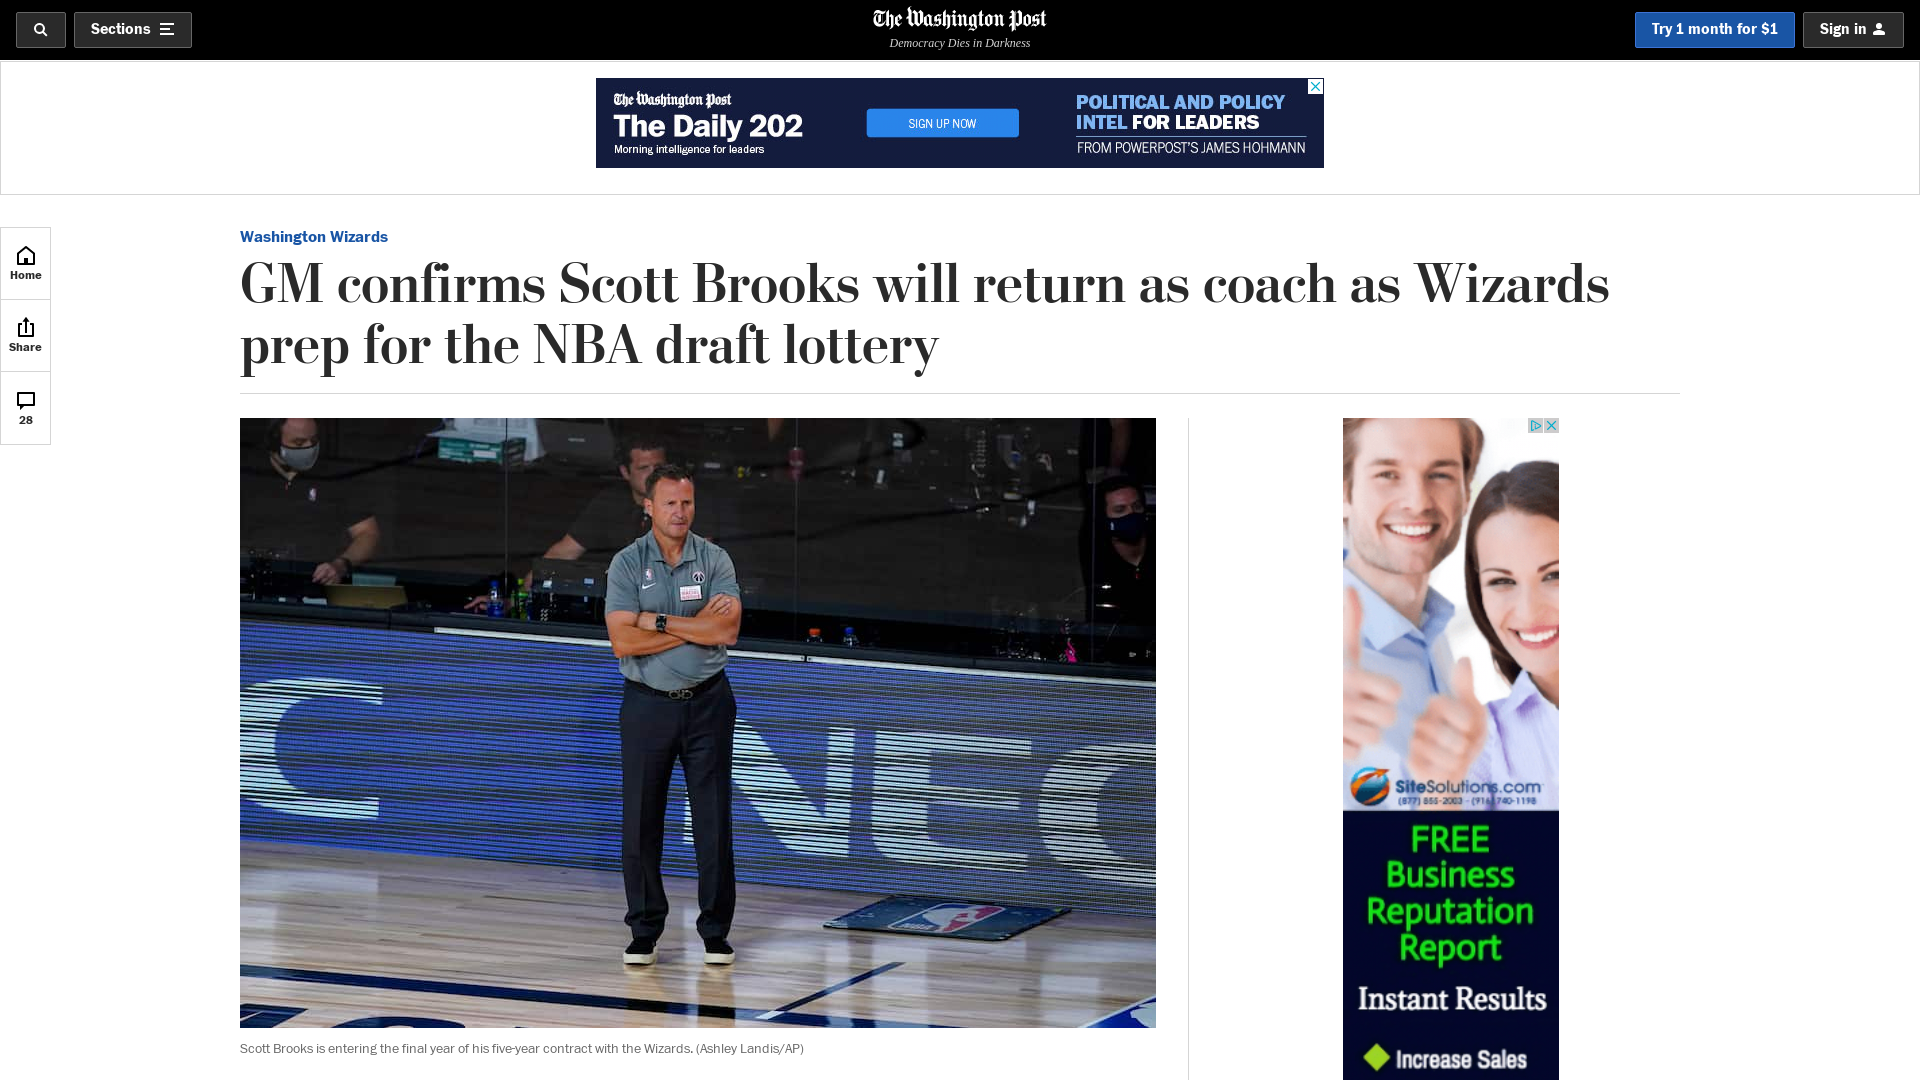 Sections
The Washington Post
Democracy Dies in Darkness
Try 1 month for $1
Sign in
The Washington Post
The Daily 202
Morning intelligence for leaders
SIGN UP NOW
POLITICAL AND POLICY
INTEL FOR LEADERS
FROM POWERPOST'S JAMES HOHMANN
Home
Share
28
Washington Wizards
GM confirms Scott Brooks will return as coach as Wizards
prep for the NBA draft lottery
C NEC
NBA
Scott Brooks is entering the final year of his five-year contract with the Wizards. (Ashley Landis/AP)
SiteSolutions.com
(877) 855-2003 - (916) 740-1198
FREE
Business
Reputation
Report
Instant Results
Increase Sales